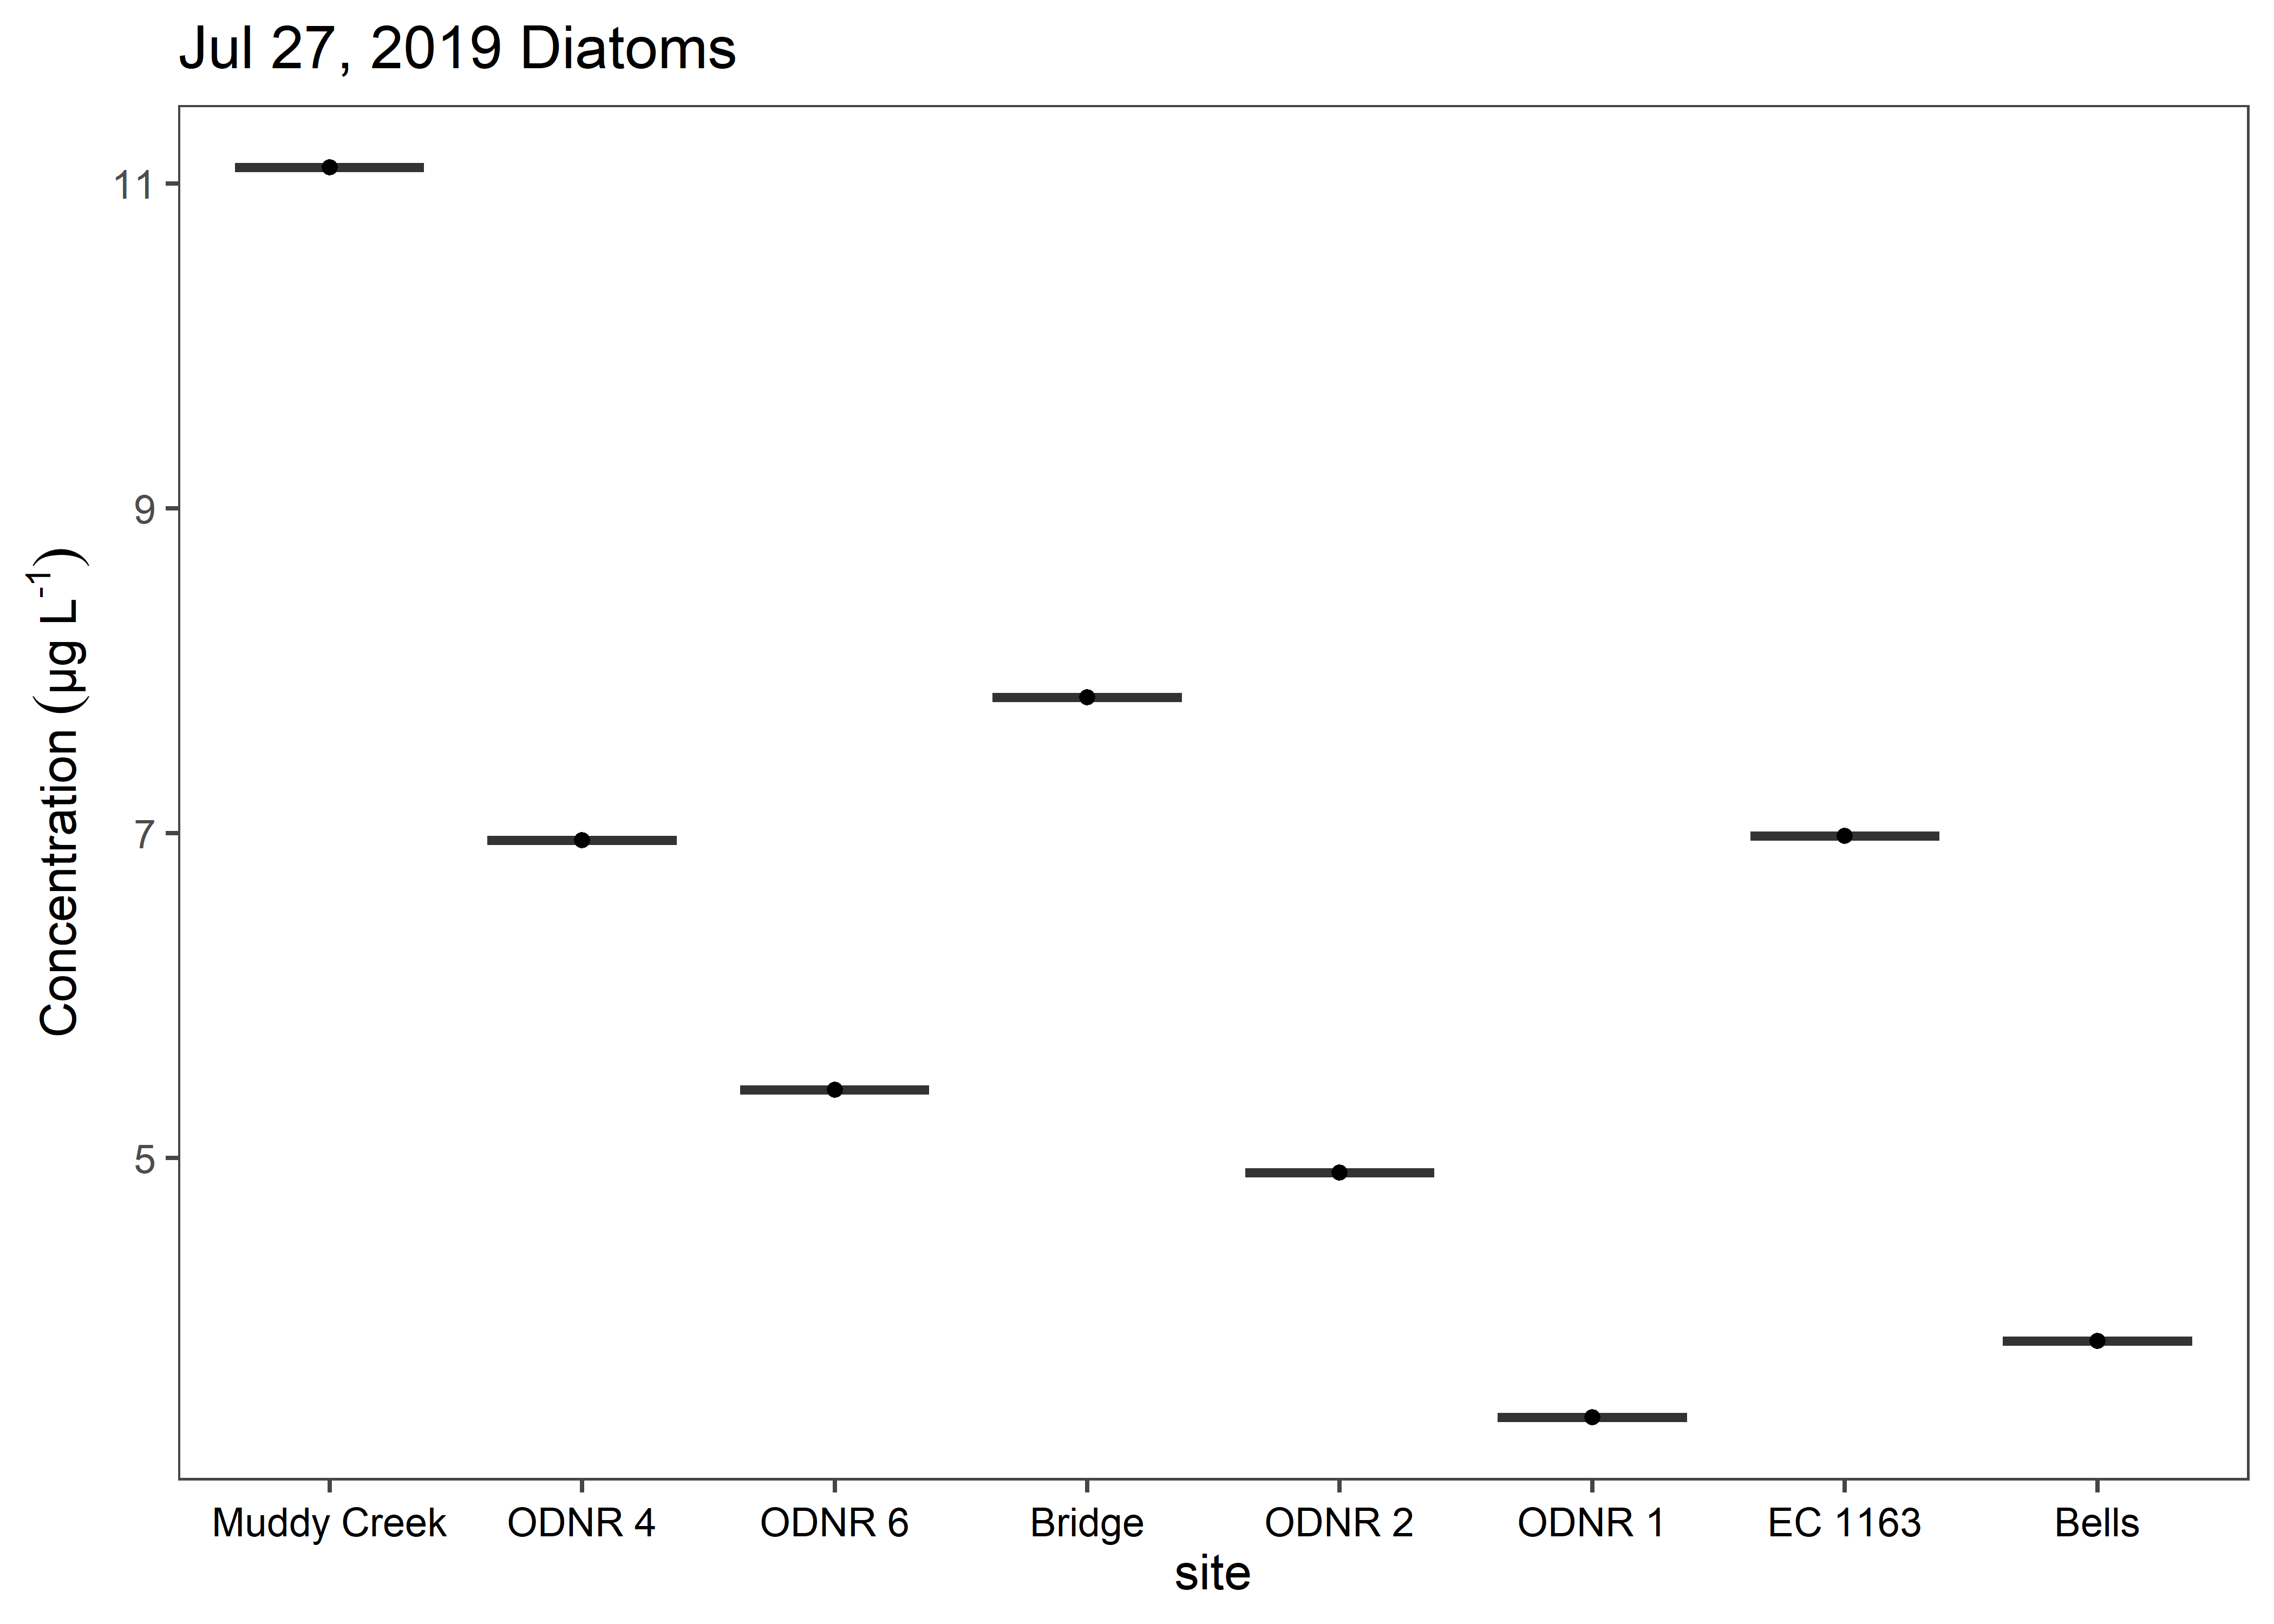 Jul 27, 2019 Diatoms
Concentration (µg L⁻¹)
11
9
7
5
Muddy Creek ODNR 4 ODNR 6 Bridge ODNR 2 ODNR 1 EC 1163 Bells
site